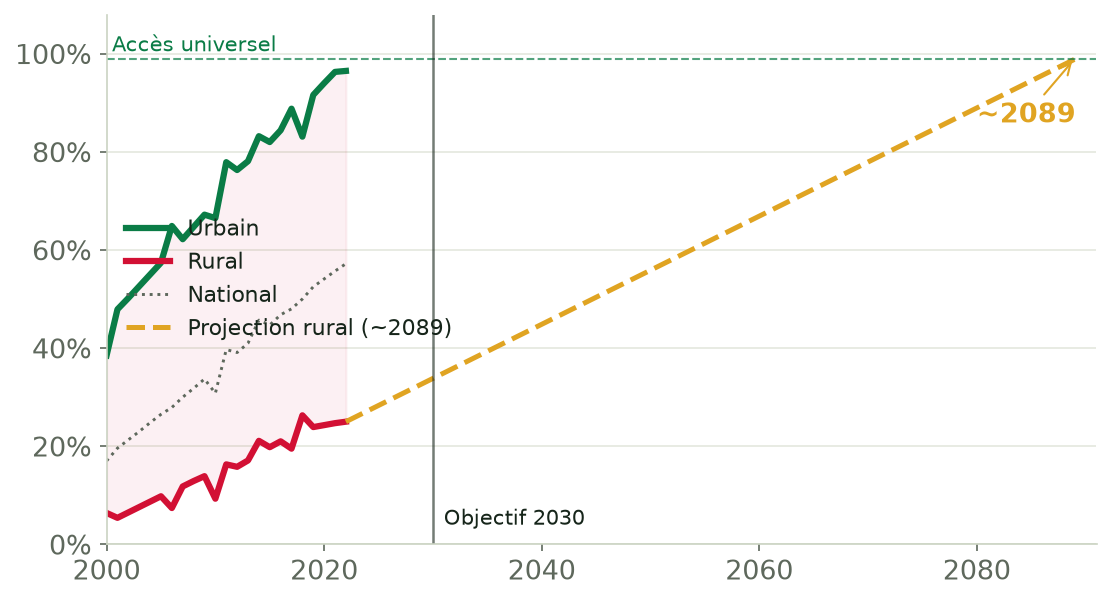 100%
80%
60%
40%
20%
0%
Accès universel
~2089
Urbain
Rural
National
Projection rural (~2089)
Objectif 2030
2000
2020
2040
2060
2080